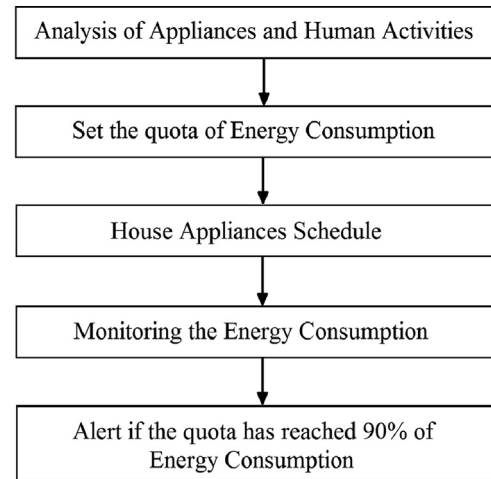 Analysis of Appliances and Human Activities
Set the quota of Energy Consumption
House Appliances Schedule
Monitoring the Energy Consumption
Alert if the quota has reached 90% of
Energy Consumption